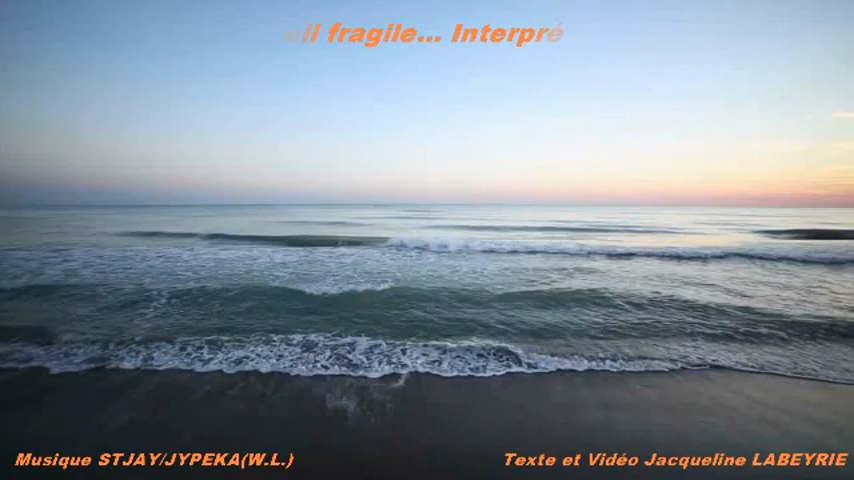 il fragile... Interpré
Musique STJAY/JYPEKA(W.L.)
Texte et Vidéo Jacqueline LABEYRIE